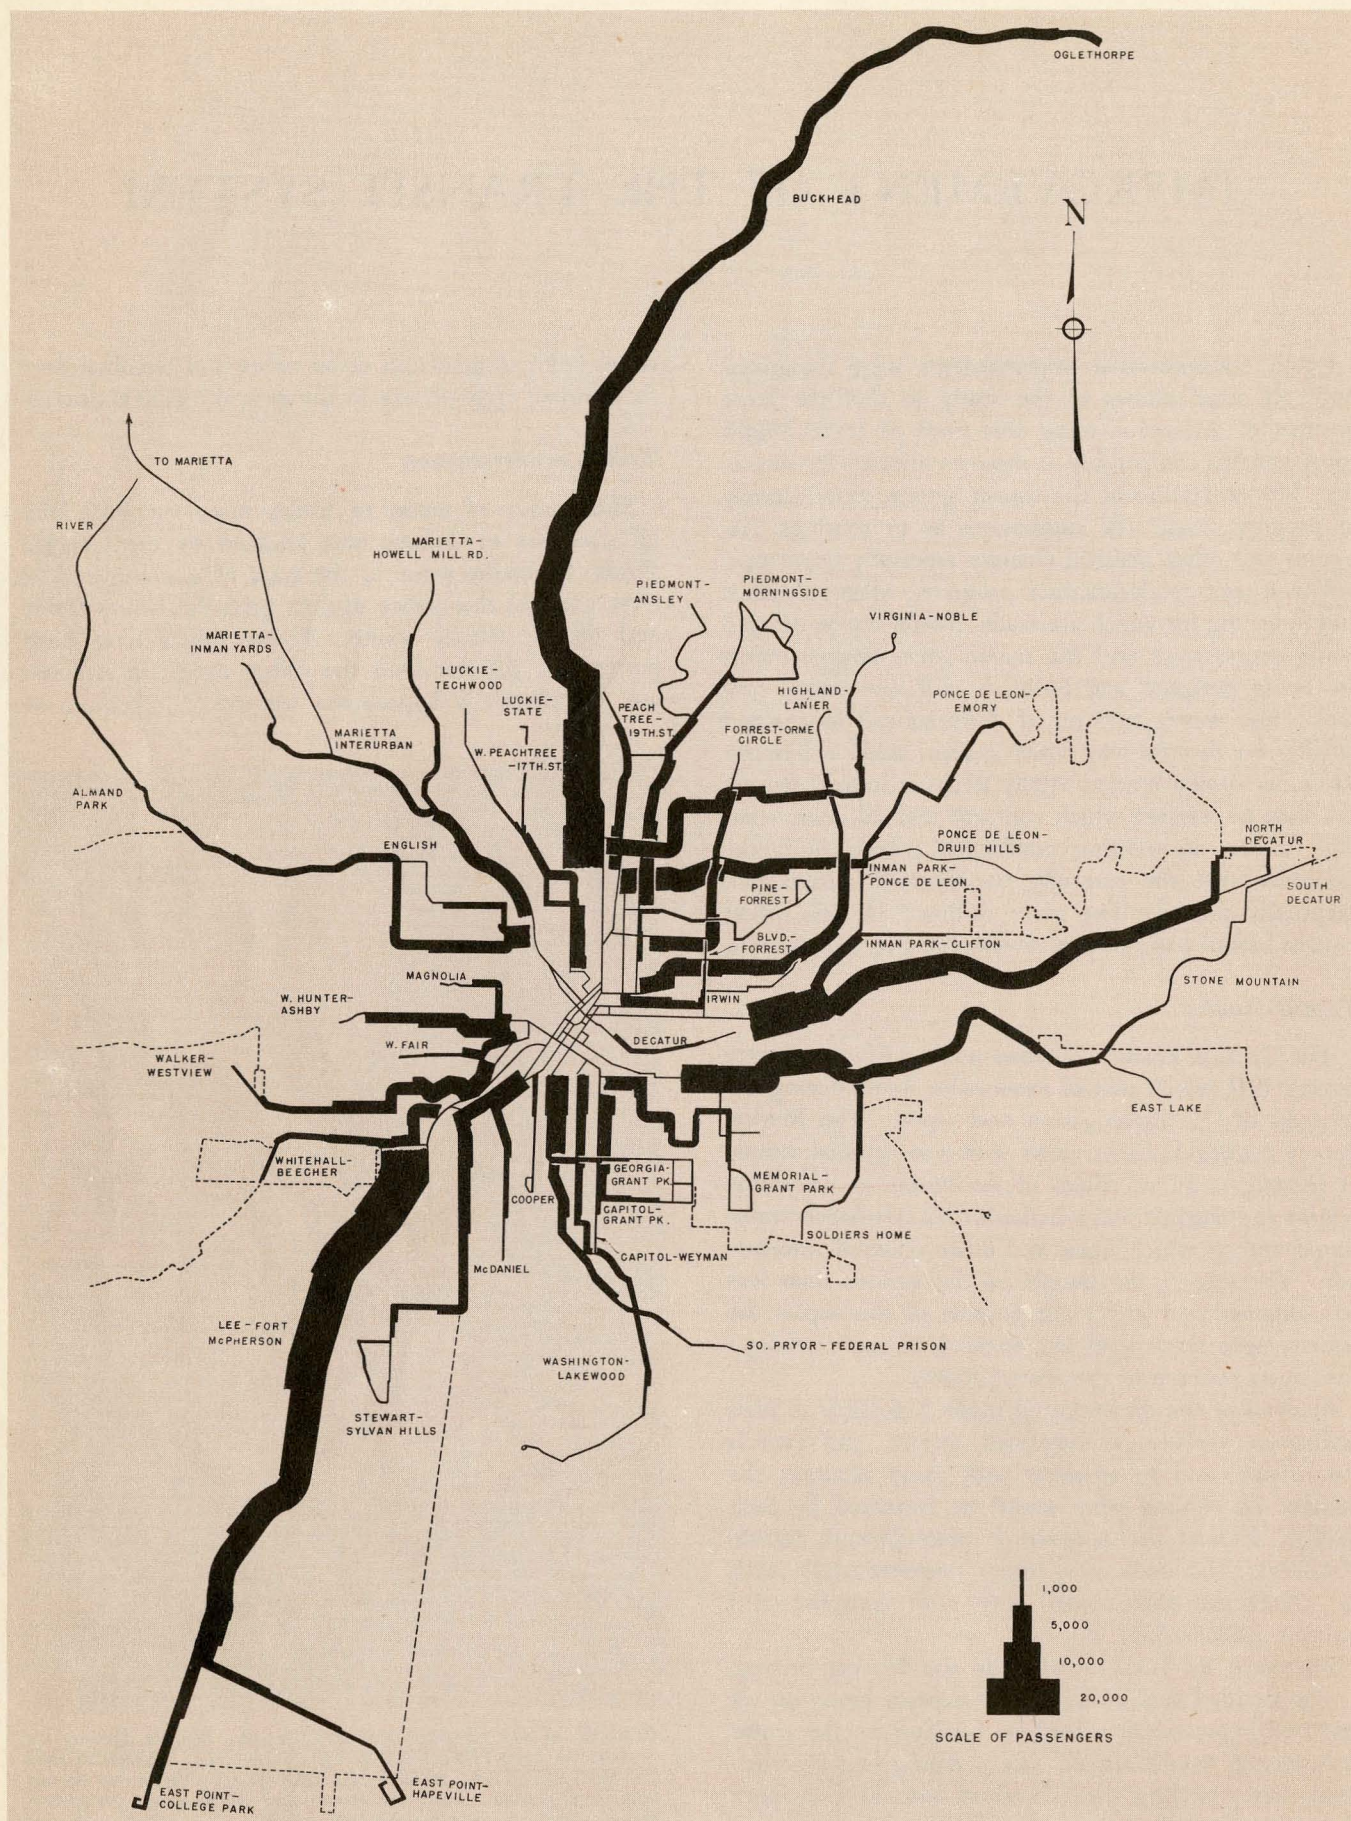 OGLETHORPE
BUCKHEAD
N
TO MARIETTA
RIVER
MARIETTA-
HOWELL MILL RD.
PIEDMONT-
ANSLEY
PIEDMONT-
MORNINGSIDE
VIRGINIA-NOBLE
MARIETTA-
INMAN YARDS
LUCKIE-
TECHWOOD
LUCKIE-
STATE
PEACH
TREE-
19TH.ST.
HIGHLAND-
LANIER
PONCE DE LEON-
EMORY
MARIETTA
INTERURBAN
W. PEACHTREE
-17TH.ST.
FORREST-ORME
CIRCLE
ALMAND
PARK
ENGLISH
PONCE DE LEON-
DRUID HILLS
NORTH
DECATUR
INMAN PARK-
PONCE DE LEON
PINE-
FORREST
SOUTH
DECATUR
BLVD.-
FORREST
INMAN PARK-CLIFTON
MAGNOLIA
STONE MOUNTAIN
W. HUNTER-
ASHBY
IRWIN
W. FAIR
DECATUR
WALKER-
WESTVIEW
EAST LAKE
WHITEHALL-
BEECHER
GEORGIA-
GRANT PK.
MEMORIAL-
GRANT PARK
COOPER
CAPITOL-
GRANT PK.
SOLDIERS HOME
CAPITOL-WEYMAN
McDANIEL
LEE-FORT
McPHERSON
SO. PRYOR-FEDERAL PRISON
WASHINGTON-
LAKEWOOD
STEWART-
SYLVAN HILLS
1,000
5,000
10,000
20,000
SCALE OF PASSENGERS
EAST POINT-
HAPEVILLE
EAST POINT-
COLLEGE PARK